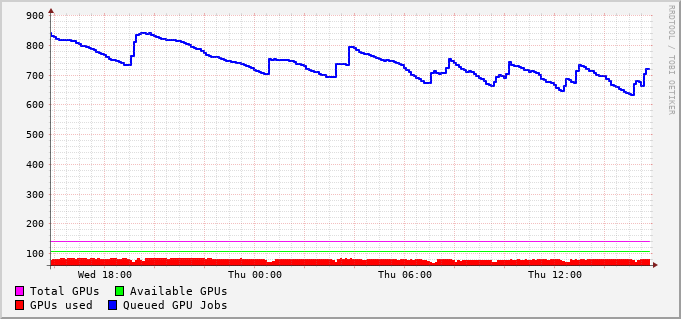 900
800
700
600
500
400
300
200
100
Wed 18:00 Thu 00:00 Thu 06:00 Thu 12:00
Total GPUs Available GPUs
GPUs used Queued GPU Jobs
RRDTOOL / TOBI OETIKER